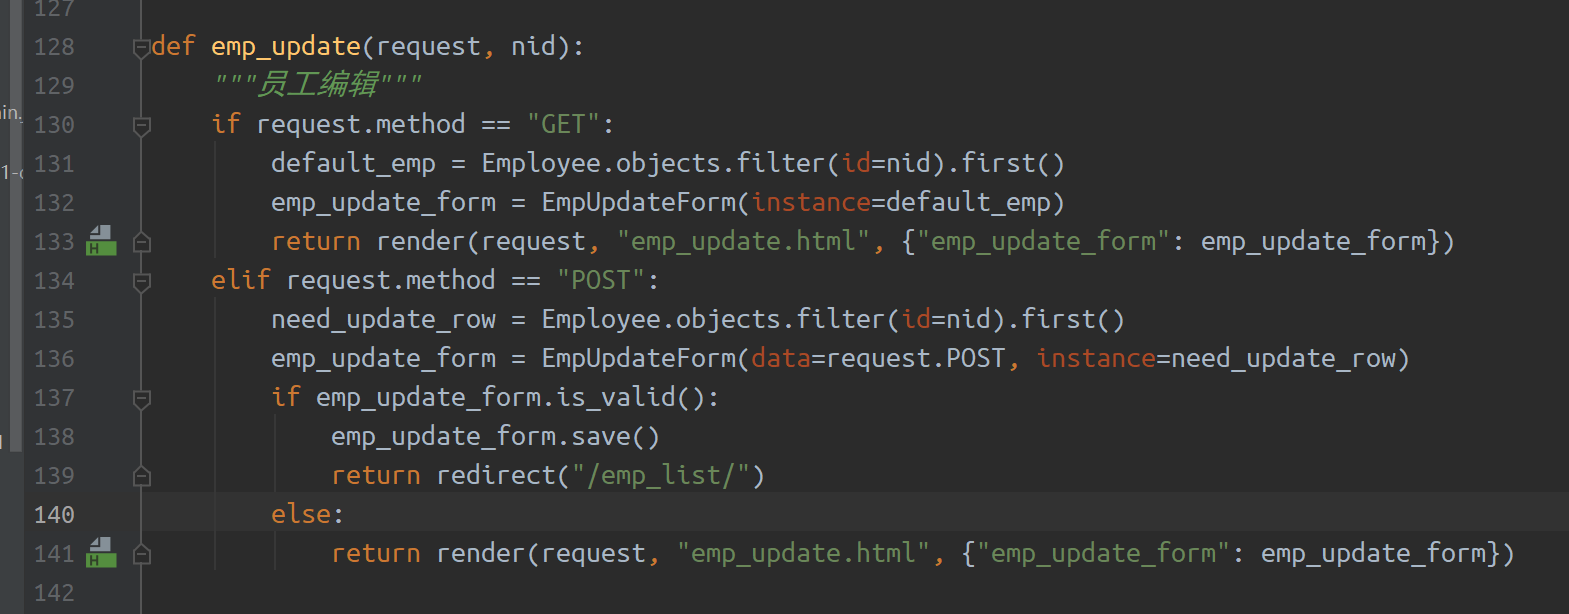 127
128 def emp_update(request, nid):
129 """员工编辑"""
130 if request.method == "GET":
131 default_emp = Employee.objects.filter(id=nid).first()
132 emp_update_form = EmpUpdateForm(instance=default_emp)
133 return render(request, "emp_update.html", {"emp_update_form": emp_update_form})
134 elif request.method == "POST":
135 need_update_row = Employee.objects.filter(id=nid).first()
136 emp_update_form = EmpUpdateForm(data=request.POST, instance=need_update_row)
137 if emp_update_form.is_valid():
138 emp_update_form.save()
139 return redirect("/emp_list/")
140 else:
141 return render(request, "emp_update.html", {"emp_update_form": emp_update_form})
142